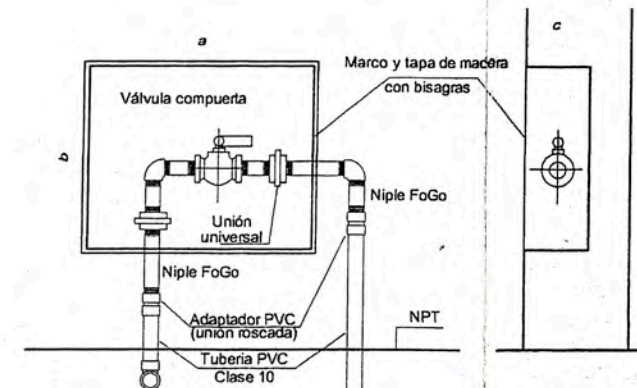 a
c
Marco y tapa de madera
con bisagras
Válvula compuerta
b
Niple FoGo
Unión
universal
Niple FoGo
Adaptador PVC
(unión roscada)
NPT
Tuberia PVC
Clase 10